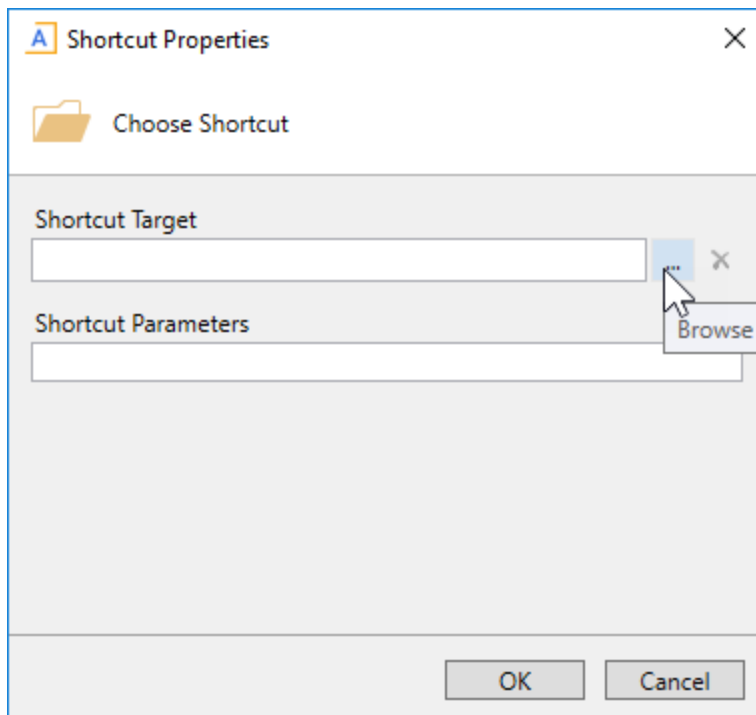 A Shortcut Properties
Choose Shortcut
Shortcut Target
...
Browse
Shortcut Parameters
OK Cancel